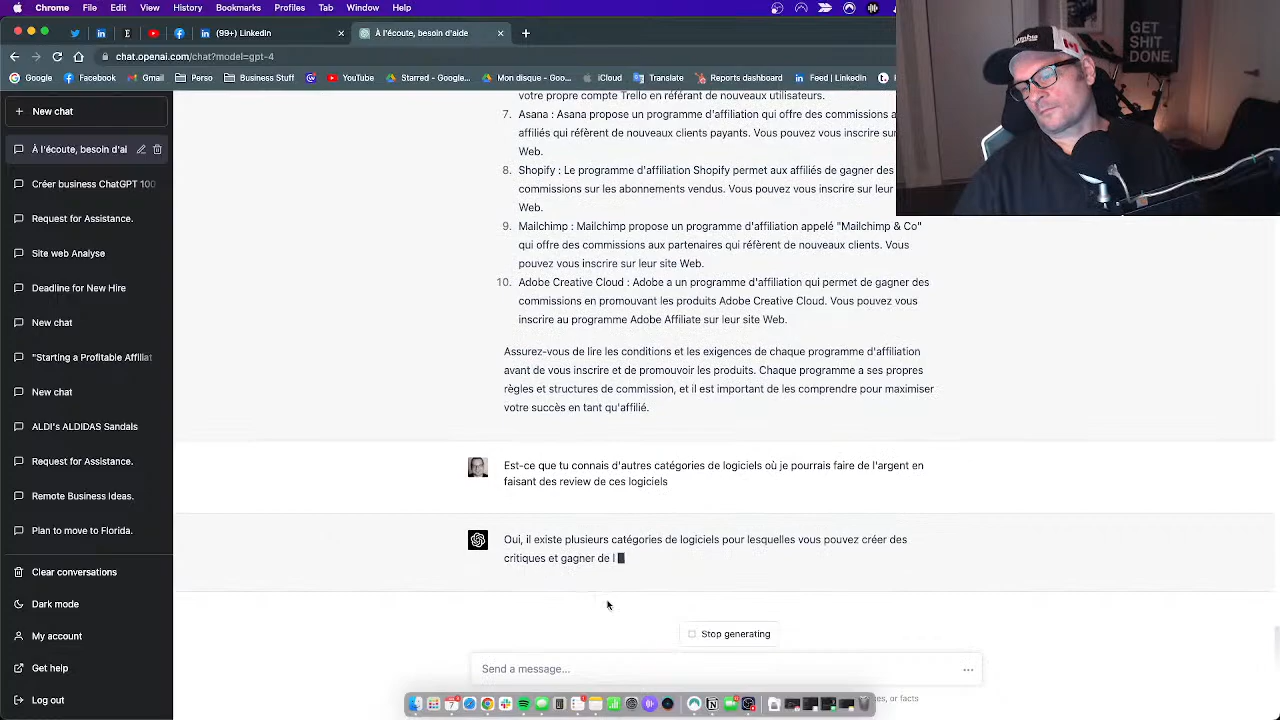 Chrome File Edit View History Bookmarks Profiles Tab Window Help
(99+) LinkedIn
À l'écoute, besoin d'aide
chat.openai.com/chat?model=gpt-4
Google Facebook Gmail Perso Business Stuff YouTube Starred - Google... Mon disque - Goo... iCloud Translate Reports dashboard Feed | LinkedIn
GET
SHIT
DONE.
New chat
À l'écoute, besoin d'ai
Créer business ChatGPT 100
Request for Assistance.
Site web Analyse
Deadline for New Hire
New chat
"Starting a Profitable Affiliat
New chat
ALDI's ALDIDAS Sandals
Request for Assistance.
Remote Business Ideas.
Plan to move to Florida.
Clear conversations
Dark mode
My account
Get help
Log out
votre propre compte Trello en référant de nouveaux utilisateurs.
7. Asana : Asana propose un programme d'affiliation qui offre des commissions a
affiliés qui réfèrent de nouveaux clients payants. Vous pouvez vous inscrire sur leur
Web.
8. Shopify : Le programme d'affiliation Shopify permet aux affiliés de gagner des
commissions sur les abonnements vendus. Vous pouvez vous inscrire sur leur
Web.
9. Mailchimp : Mailchimp propose un programme d'affiliation appelé "Mailchimp & Co"
qui offre des commissions aux partenaires qui réfèrent de nouveaux clients. Vous
pouvez vous inscrire sur leur site Web.
10. Adobe Creative Cloud : Adobe a un programme d'affiliation qui permet de gagner des
commissions en promouvant les produits Adobe Creative Cloud. Vous pouvez vous
inscrire au programme Adobe Affiliate sur leur site Web.
Assurez-vous de lire les conditions et les exigences de chaque programme d'affiliation
avant de vous inscrire et de promouvoir les produits. Chaque programme a ses propres
règles et structures de commission, et il est important de les comprendre pour maximiser
votre succès en tant qu'affilié.
Est-ce que tu connais d'autres catégories de logiciels où je pourrais faire de l'argent en
faisant des review de ces logiciels
Oui, il existe plusieurs catégories de logiciels pour lesquelles vous pouvez créer des
critiques et gagner de l
Stop generating
Send a message...
es, or facts